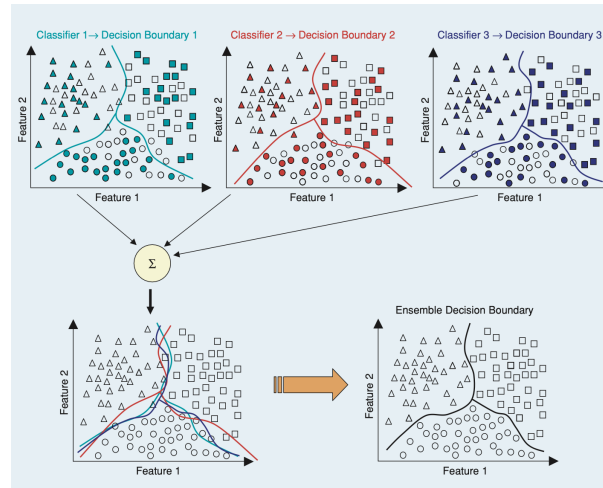 Classifier 1→ Decision Boundary 1
Classifier 2 → Decision Boundary 2
Classifier 3 → Decision Boundary 3
Feature 2
Feature 1
Feature 2
Feature 1
Feature 2
Feature 1
Σ
Ensemble Decision Boundary
Feature 2
Feature 1
Feature 2
Feature 1